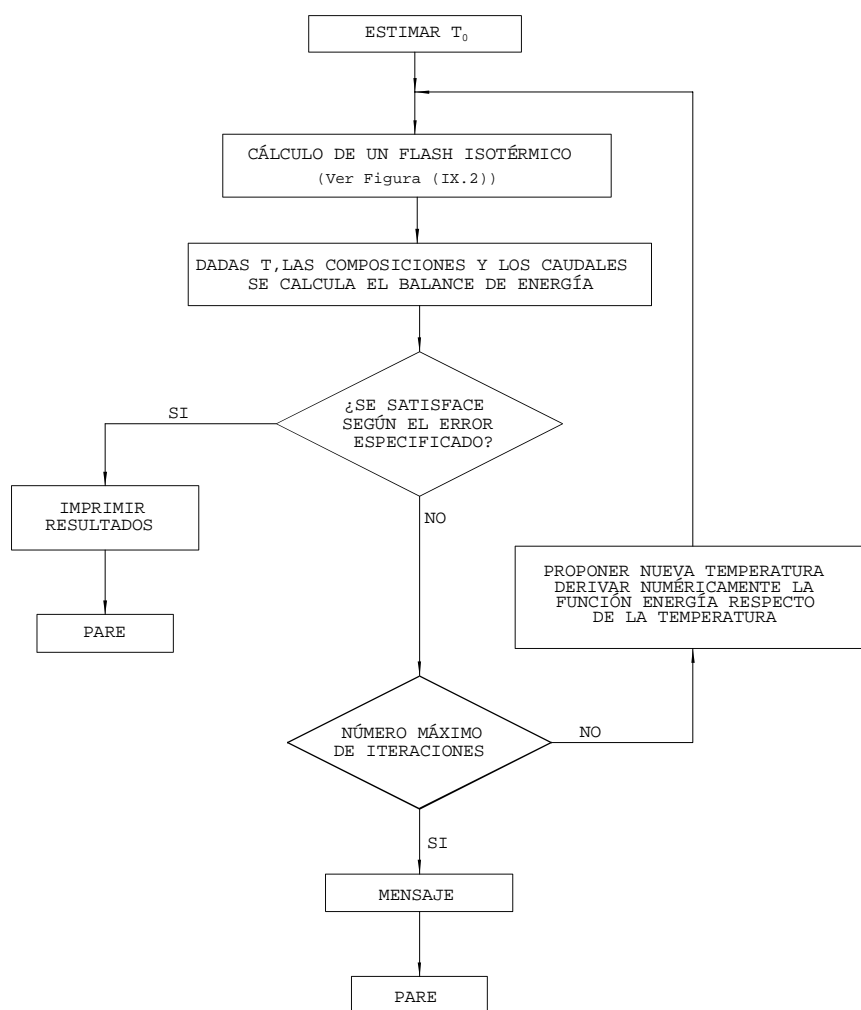 ESTIMAR T₀
CÁLCULO DE UN FLASH ISOTÉRMICO
(Ver Figura (IX.2))
DADAS T,LAS COMPOSICIONES Y LOS CAUDALES
SE CALCULA EL BALANCE DE ENERGÍA
¿SE SATISFACE
SEGÚN EL ERROR
ESPECIFICADO?
SI
IMPRIMIR
RESULTADOS
PARE
NO
PROPONER NUEVA TEMPERATURA
DERIVAR NUMÉRICAMENTE LA
FUNCIÓN ENERGÍA RESPECTO
DE LA TEMPERATURA
NÚMERO MÁXIMO
DE ITERACIONES
NO
SI
MENSAJE
PARE